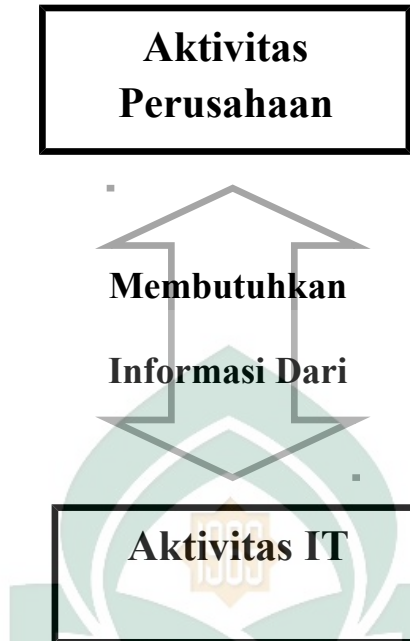 Aktivitas
Perusahaan
Membutuhkan
Informasi Dari
Aktivitas IT